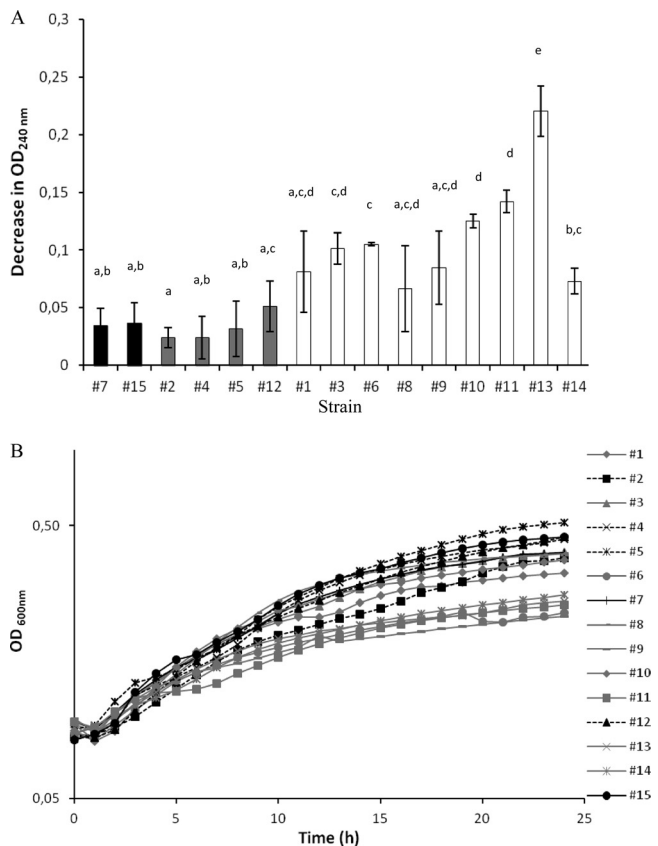 A
0,3
0,25
0,2
0,15
0,1
0,05
0
Decrease in OD240 nm
a,b
a,b
a
a,b
a,b
a,c
a,c,d
c,d
c
a,c,d
a,c,d
d
d
e
b,c
#7 #15 #2 #4 #5 #12 #1 #3 #6 #8 #9 #10 #11 #13 #14
Strain
B
0,50
0,05
OD 600nm
0 5 10 15 20 25
Time (h)
#1
#2
#3
#4
#5
#6
#7
#8
#9
#10
#11
#12
#13
#14
#15